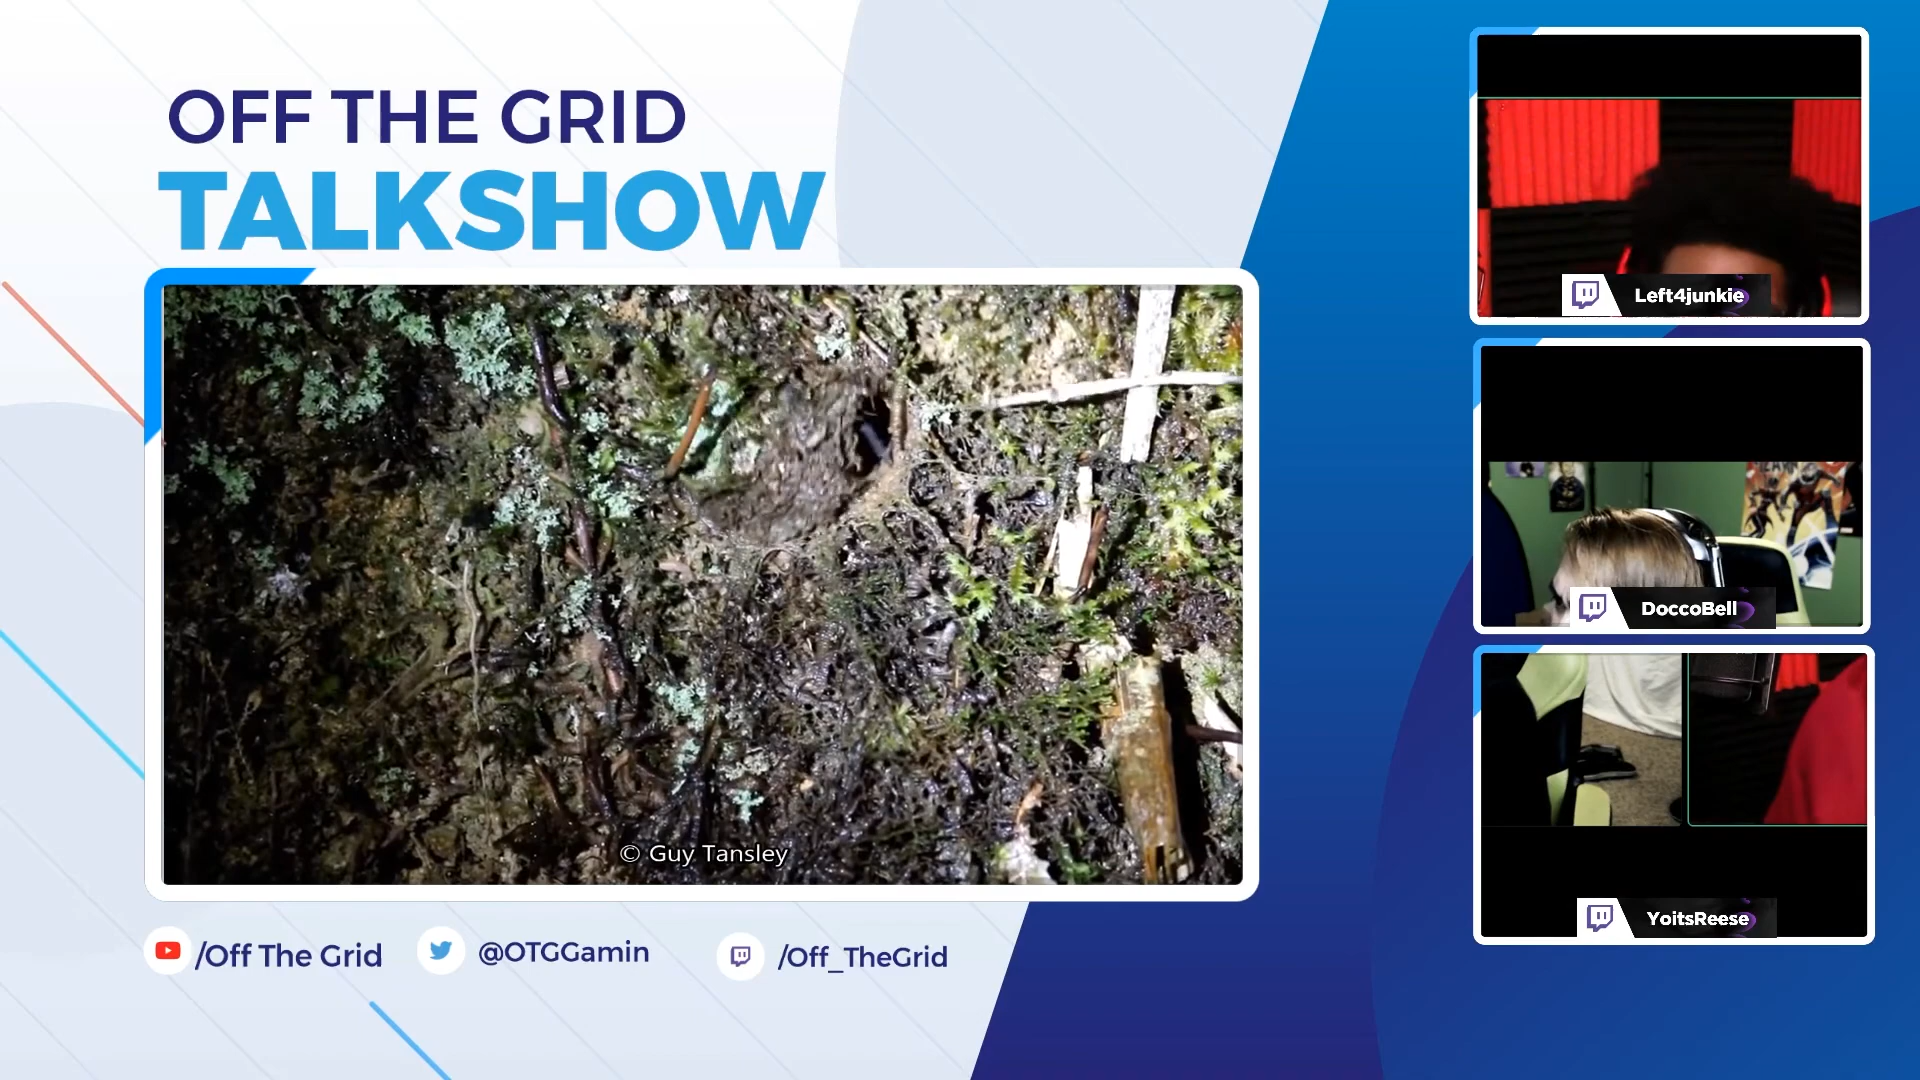 OFF THE GRID
TALKSHOW
© Guy Tansley
/Off The Grid
@OTGGamin
/Off_TheGrid
Left4junkie
DoccoBell
YoitsReese